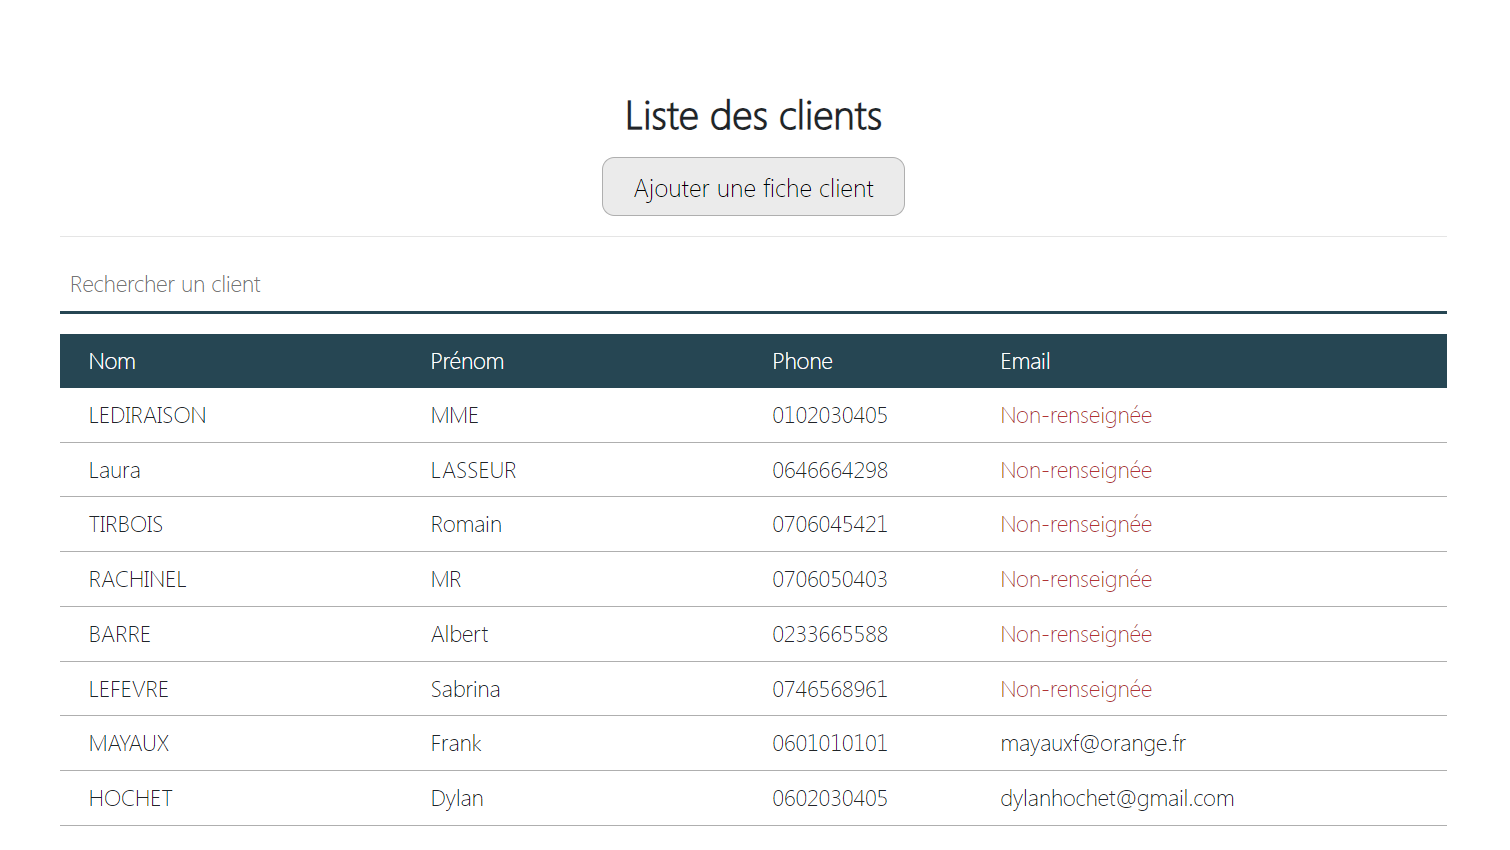 Liste des clients
Ajouter une fiche client
Rechercher un client
Nom Prénom Phone Email
LEDIRAISON MME 0102030405 Non-renseignée
Laura LASSEUR 0646664298 Non-renseignée
TIRBOIS Romain 0706045421 Non-renseignée
RACHINEL MR 0706050403 Non-renseignée
BARRE Albert 0233665588 Non-renseignée
LEFEVRE Sabrina 0746568961 Non-renseignée
MAYAUX Frank 0601010101 mayauxf@orange.fr
HOCHET Dylan 0602030405 dylanhochet@gmail.com